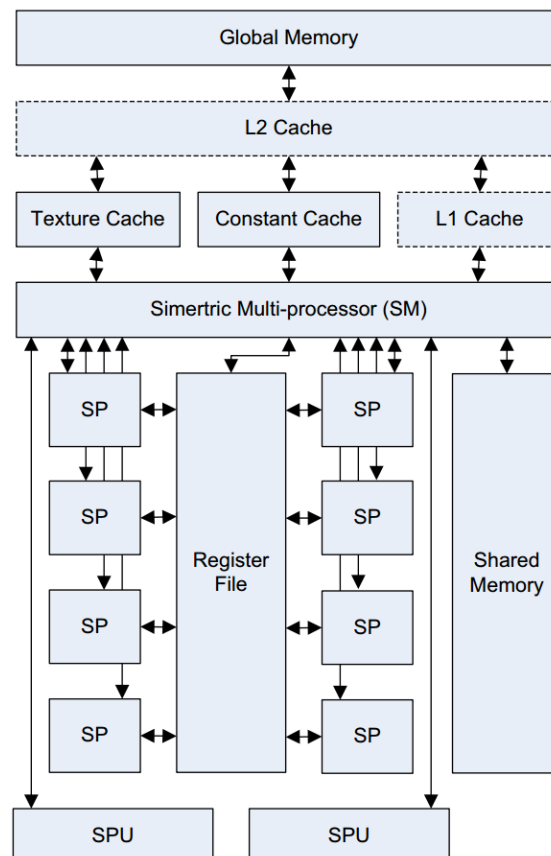 Global Memory
L2 Cache
Texture Cache
Constant Cache
L1 Cache
Simertric Multi-processor (SM)
SP
SP
SP
SP
Register
File
SP
SP
SP
SP
Shared
Memory
SPU
SPU